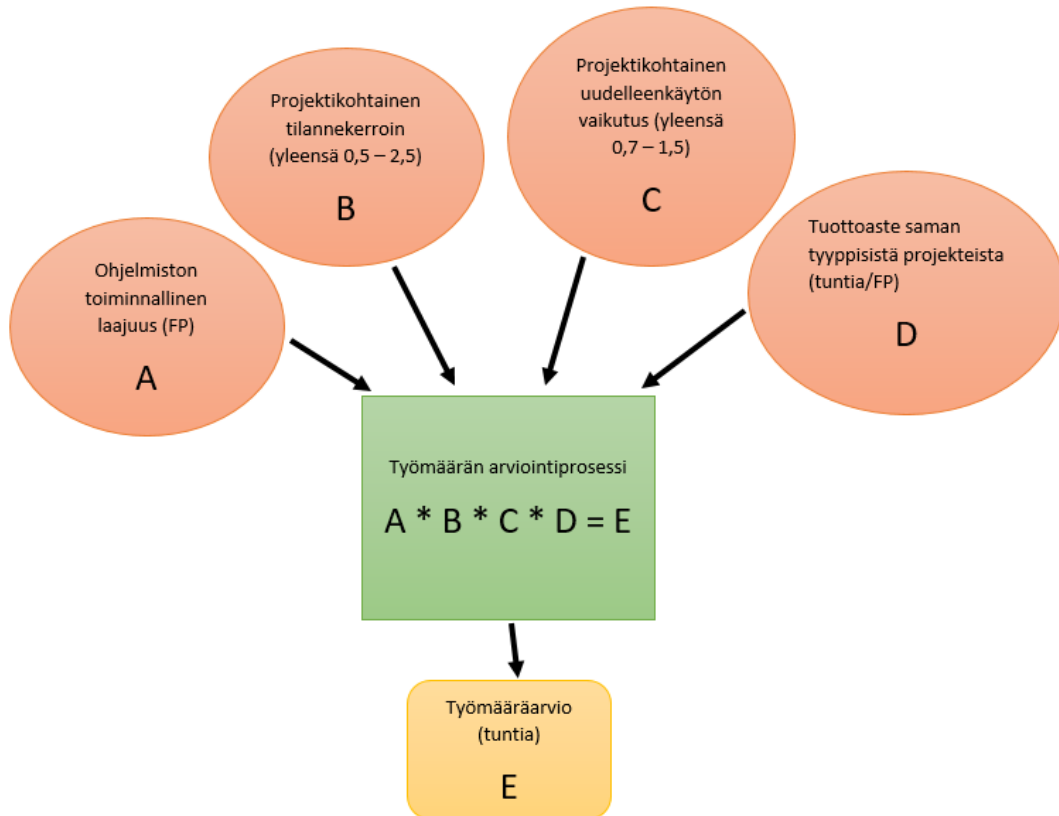 Projektikohtainen
tilannekerroin
(yleensä 0,5 – 2,5)
B
Projektikohtainen
uudelleenkäytön
vaikutus (yleensä
0,7 – 1,5)
C
Ohjelmiston
toiminnallinen
laajuus (FP)
A
Tuottoaste saman
tyyppisistä projekteista
(tuntia/FP)
D
Työmäärän arviointiprosessi
A * B * C * D = E
Työmääräarvio
(tuntia)
E